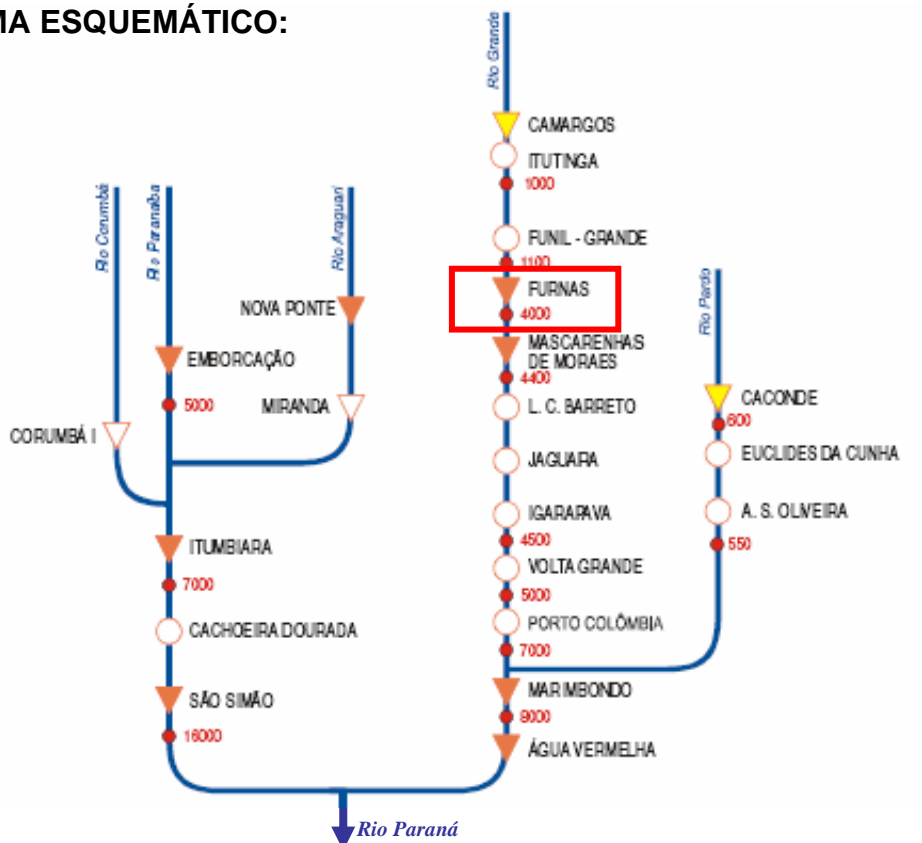 MA ESQUEMÁTICO:
Rio Grande
CAMARGOS
ITUTINGA
1000
FUNIL - GRANDE
1100
FURNAS
4000
MASCARENHAS
DE MORAES
4400
L. C. BARRETO
JAGUARA
IGARAPAVA
4500
VOLTA GRANDE
5000
PORTO COLÔMBIA
7000
MARIMBONDO
8000
ÁGUA VERMELHA
Rio Pardo
CACONDE
600
EUCLIDES DA CUNHA
A. S. OLIVEIRA
550
Rio Corumbá
CORUMBÁ I
Rio Paranaíba
EMBORCAÇÃO
5000
Rio Araguari
NOVA PONTE
MIRANDA
ITUMBIARA
7000
CACHOEIRA DOURADA
SÃO SIMÃO
16000
Rio Paraná